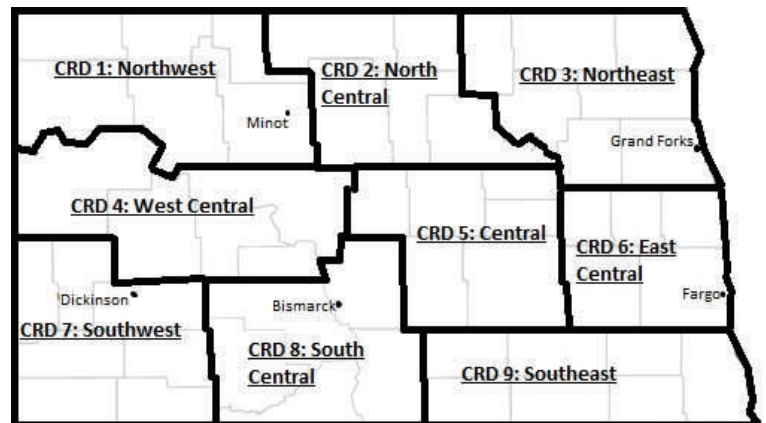 CRD 1: Northwest
CRD 2: North
Central
CRD 3: Northeast
Minot
Grand Forks
CRD 4: West Central
CRD 5: Central
CRD 6: East
Central
Dickinson
Bismarck
Fargo
CRD 7: Southwest
CRD 8: South
Central
CRD 9: Southeast